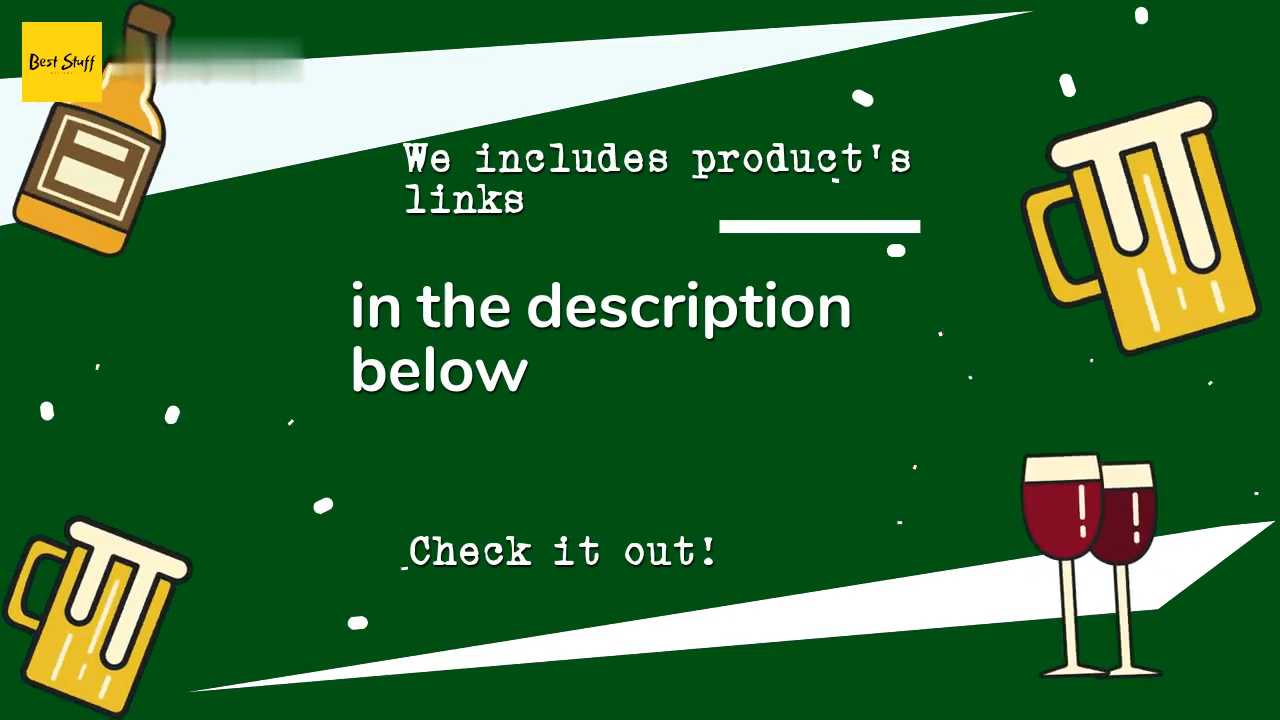 Best Stuff
We includes product's
links
in the description
below
Check it out!